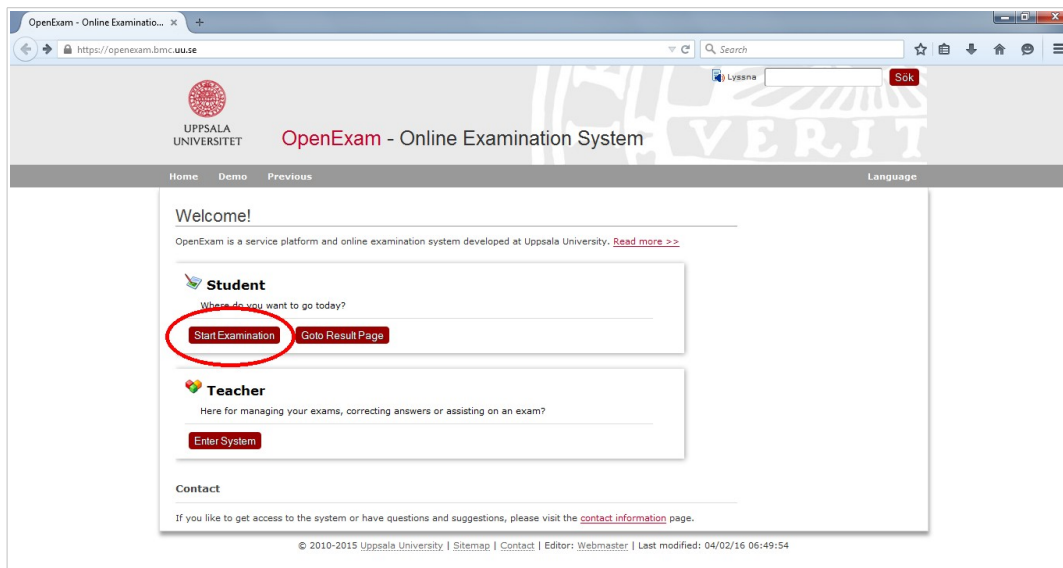 OpenExam - Online Examinatio...
https://openexam.bmc.uu.se
Search
Lyssna
Sök
UPPSALA
UNIVERSITET
OpenExam - Online Examination System
VERIT
Home Demo Previous Language
Welcome!
OpenExam is a service platform and online examination system developed at Uppsala University. Read more >>
Student
Where do you want to go today?
Start Examination Goto Result Page
Teacher
Here for managing your exams, correcting answers or assisting on an exam?
Enter System
Contact
If you like to get access to the system or have questions and suggestions, please visit the contact information page.
© 2010-2015 Uppsala University | Sitemap | Contact | Editor: Webmaster | Last modified: 04/02/16 06:49:54